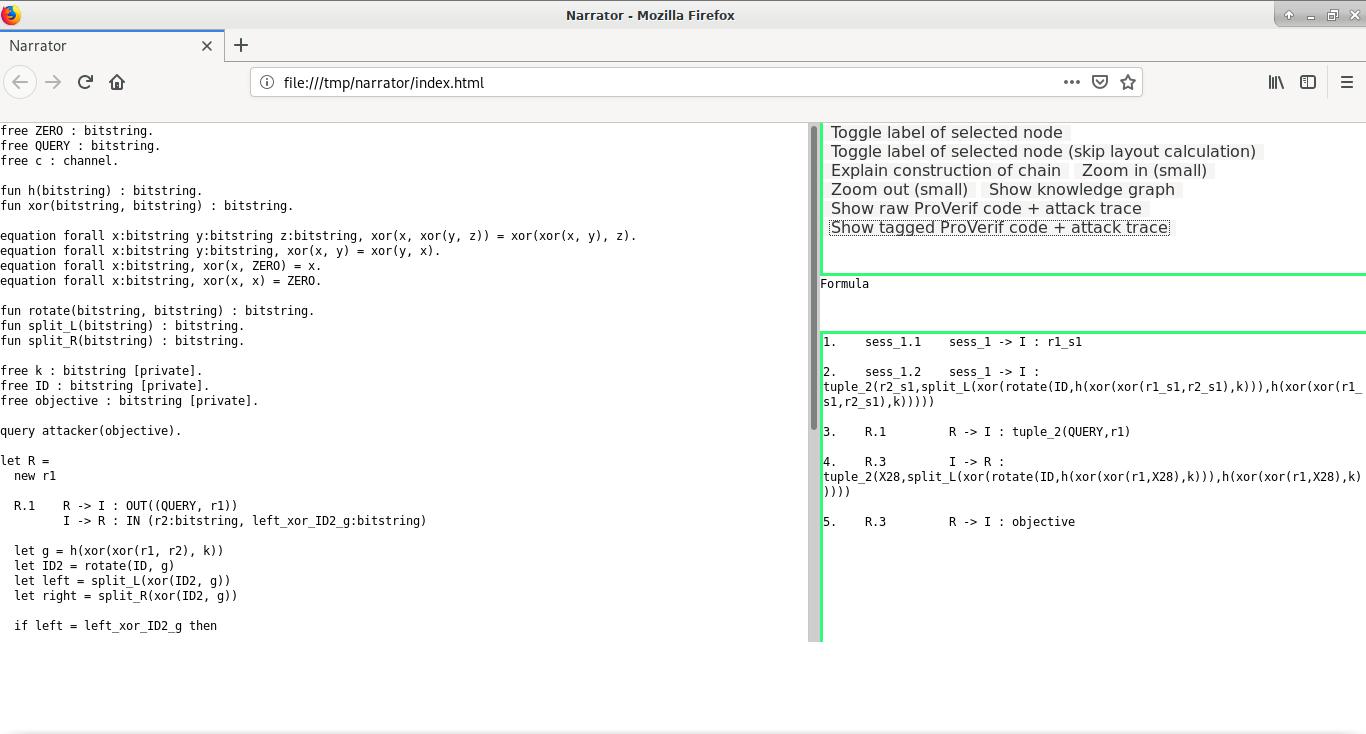 Narrator - Mozilla Firefox
Narrator
file:///tmp/narrator/index.html
free ZERO : bitstring.
free QUERY : bitstring.
free c : channel.
fun h(bitstring) : bitstring.
fun xor(bitstring, bitstring) : bitstring.
equation forall x:bitstring y:bitstring z:bitstring, xor(x, xor(y, z)) = xor(xor(x, y), z).
equation forall x:bitstring y:bitstring, xor(x, y) = xor(y, x).
equation forall x:bitstring, xor(x, ZERO) = x.
equation forall x:bitstring, xor(x, x) = ZERO.
fun rotate(bitstring, bitstring) : bitstring.
fun split_L(bitstring) : bitstring.
fun split_R(bitstring) : bitstring.
free k : bitstring [private].
free ID : bitstring [private].
free objective : bitstring [private].
query attacker(objective).
let R =
new r1
R.1 R -> I : OUT((QUERY, r1))
I -> R : IN (r2:bitstring, left_xor_ID2_g:bitstring)
let g = h(xor(xor(r1, r2), k))
let ID2 = rotate(ID, g)
let left = split_L(xor(ID2, g))
let right = split_R(xor(ID2, g))
if left = left_xor_ID2_g then
Toggle label of selected node
Toggle label of selected node (skip layout calculation)
Explain construction of chain Zoom in (small)
Zoom out (small) Show knowledge graph
Show raw ProVerif code + attack trace
Show tagged ProVerif code + attack trace
Formula
1. sess_1.1 sess_1 -> I : r1_s1
2. sess_1.2 sess_1 -> I :
tuple_2(r2_s1,split_L(xor(rotate(ID,h(xor(xor(r1_s1,r2_s1),k))),h(xor(xor(r1_
s1,r2_s1),k)))))
3. R.1 R -> I : tuple_2(QUERY,r1)
4. R.3 I -> R :
tuple_2(X28,split_L(xor(rotate(ID,h(xor(xor(r1,X28),k))),h(xor(xor(r1,X28),k)
))))
5. R.3 R -> I : objective